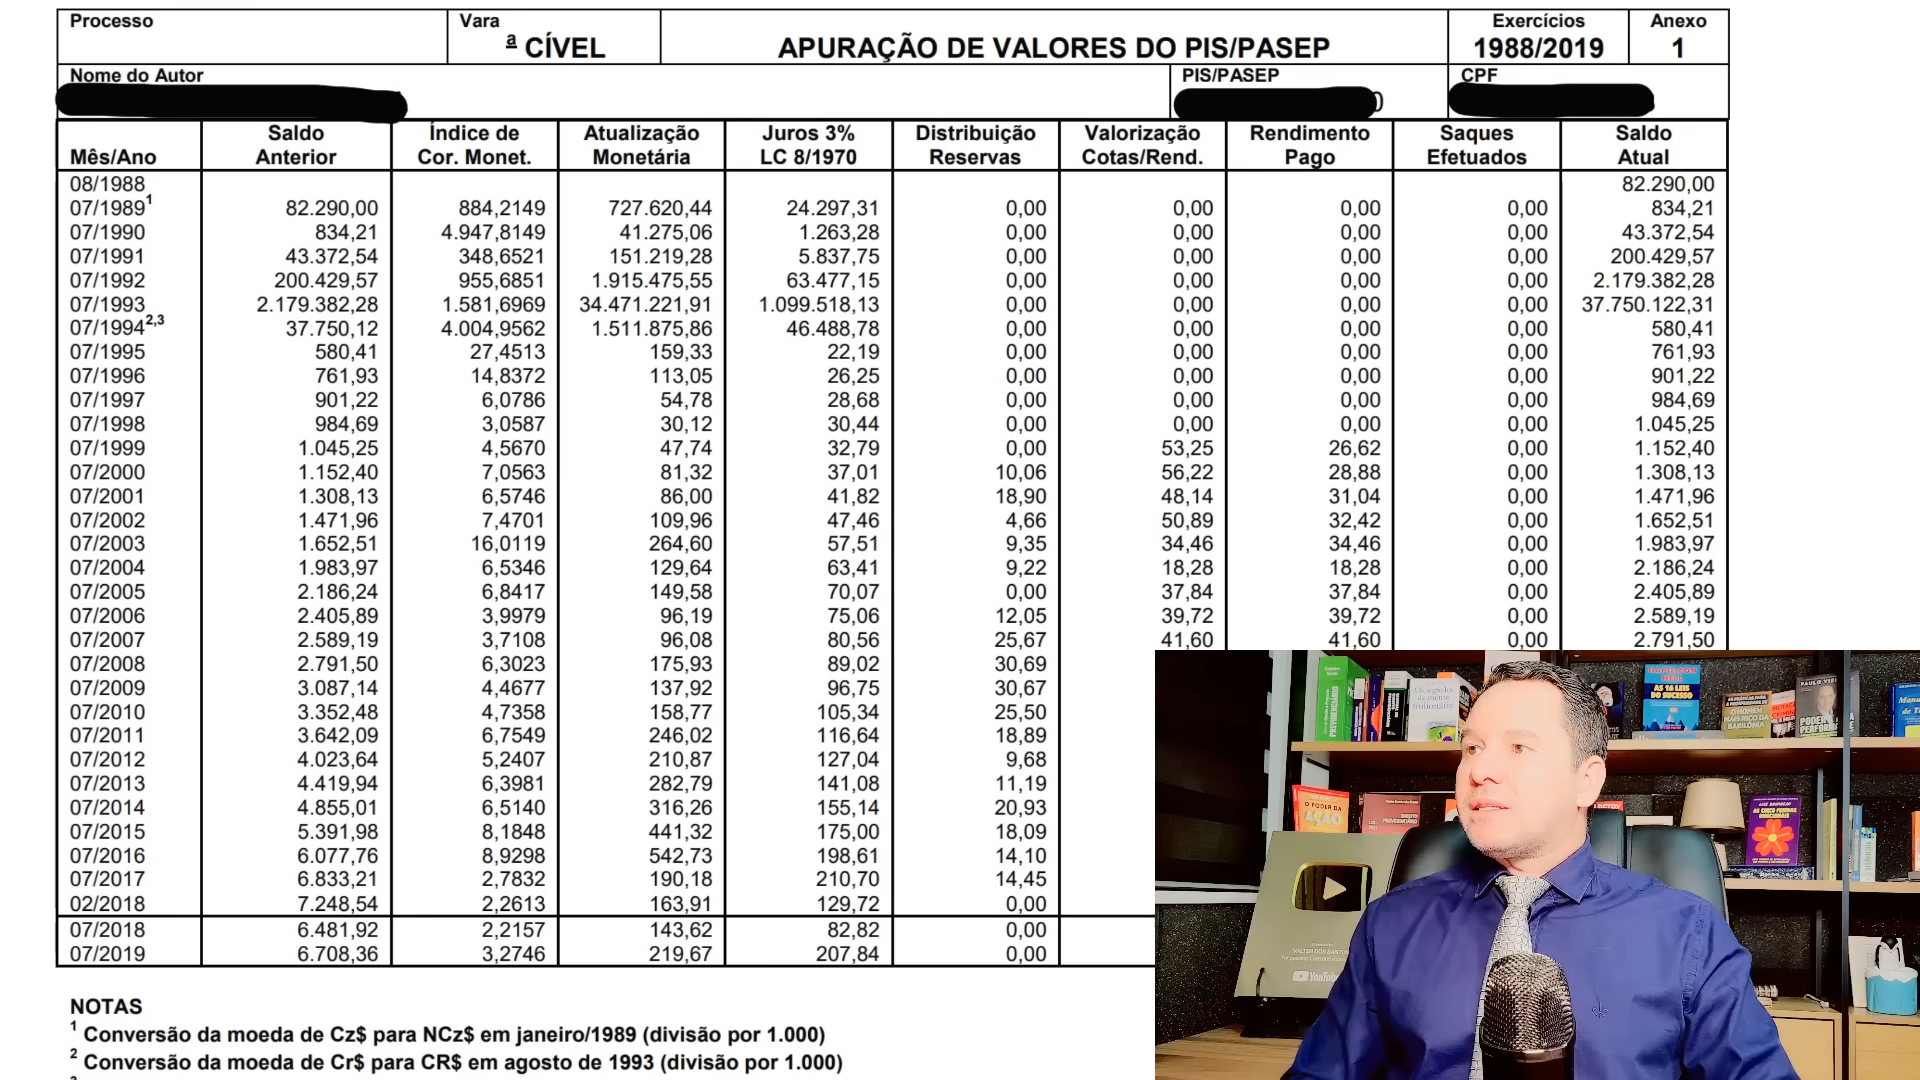 Processo
Vara
ª CÍVEL
APURAÇÃO DE VALORES DO PIS/PASEP
Exercícios
1988/2019
Anexo
1
Nome do Autor
PIS/PASEP
CPF
Mês/Ano Saldo Anterior Índice de Cor. Monet. Atualização Monetária Juros 3% LC 8/1970 Distribuição Reservas Valorização Cotas/Rend. Rendimento Pago Saques Efetuados Saldo Atual
08/1988 82.290,00
07/1989¹ 82.290,00 884,2149 727.620,44 24.297,31 0,00 0,00 0,00 0,00 834,21
07/1990 834,21 4.947,8149 41.275,06 1.263,28 0,00 0,00 0,00 0,00 43.372,54
07/1991 43.372,54 348,6521 151.219,28 5.837,75 0,00 0,00 0,00 0,00 200.429,57
07/1992 200.429,57 955,6851 1.915.475,55 63.477,15 0,00 0,00 0,00 0,00 2.179.382,28
07/1993 2.179.382,28 1.581,6969 34.471.221,91 1.099.518,13 0,00 0,00 0,00 0,00 37.750.122,31
07/1994²,³ 37.750,12 4.004,9562 1.511.875,86 46.488,78 0,00 0,00 0,00 0,00 580,41
07/1995 580,41 27,4513 159,33 22,19 0,00 0,00 0,00 0,00 761,93
07/1996 761,93 14,8372 113,05 26,25 0,00 0,00 0,00 0,00 901,22
07/1997 901,22 6,0786 54,78 28,68 0,00 0,00 0,00 0,00 984,69
07/1998 984,69 3,0587 30,12 30,44 0,00 0,00 0,00 0,00 1.045,25
07/1999 1.045,25 4,5670 47,74 32,79 0,00 53,25 26,62 0,00 1.152,40
07/2000 1.152,40 7,0563 81,32 37,01 10,06 56,22 28,88 0,00 1.308,13
07/2001 1.308,13 6,5746 86,00 41,82 18,90 48,14 31,04 0,00 1.471,96
07/2002 1.471,96 7,4701 109,96 47,46 4,66 50,89 32,42 0,00 1.652,51
07/2003 1.652,51 16,0119 264,60 57,51 9,35 34,46 34,46 0,00 1.983,97
07/2004 1.983,97 6,5346 129,64 63,41 9,22 18,28 18,28 0,00 2.186,24
07/2005 2.186,24 6,8417 149,58 70,07 0,00 37,84 37,84 0,00 2.405,89
07/2006 2.405,89 3,9979 96,19 75,06 12,05 39,72 39,72 0,00 2.589,19
07/2007 2.589,19 3,7108 96,08 80,56 25,67 41,60 41,60 0,00 2.791,50
07/2008 2.791,50 6,3023 175,93 89,02 30,69
07/2009 3.087,14 4,4677 137,92 96,75 30,67
07/2010 3.352,48 4,7358 158,77 105,34 25,50
07/2011 3.642,09 6,7549 246,02 116,64 18,89
07/2012 4.023,64 5,2407 210,87 127,04 9,68
07/2013 4.419,94 6,3981 282,79 141,08 11,19
07/2014 4.855,01 6,5140 316,26 155,14 20,93
07/2015 5.391,98 8,1848 441,32 175,00 18,09
07/2016 6.077,76 8,9298 542,73 198,61 14,10
07/2017 6.833,21 2,7832 190,18 210,70 14,45
02/2018 7.248,54 2,2613 163,91 129,72 0,00
07/2018 6.481,92 2,2157 143,62 82,82 0,00
07/2019 6.708,36 3,2746 219,67 207,84 0,00
NOTAS
¹ Conversão da moeda de Cz$ para NCz$ em janeiro/1989 (divisão por 1.000)
² Conversão da moeda de Cr$ para CR$ em agosto de 1993 (divisão por 1.000)
PREVIDENCIÁRIO
Os segredos da mente milionária
AS 16 LEIS DO SUCESSO
O HOMEM MAIS RICO DA BABILÔNIA
O PODER DA AÇÃO
YouTube